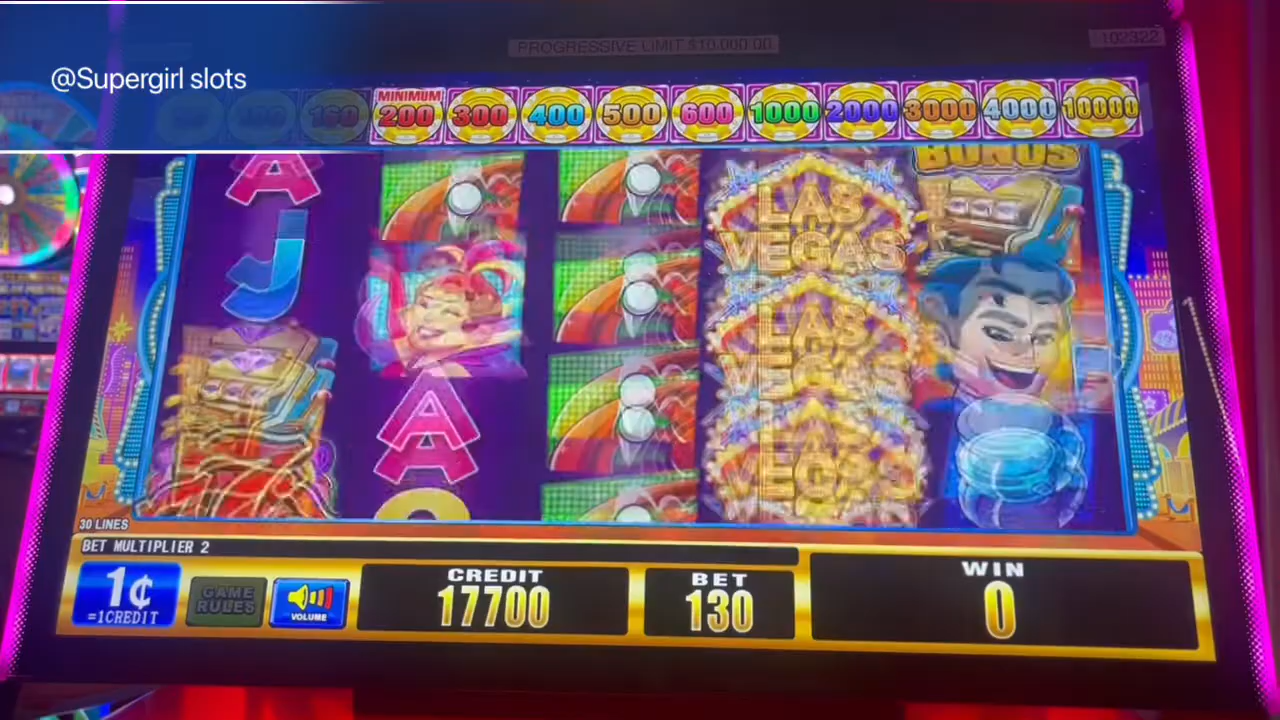 PROGRESSIVE LIMIT $10,000.00
102322
@Supergirl slots
160
MINIMUM
200
300
400
500
600
1000
2000
3000
4000
10000
A
BONUS
J
LAS
VEGAS
LAS
VEGAS
LAS
VEGAS
A
A
30 LINES
BET MULTIPLIER 2
1¢
=1CREDIT
GAME
RULES
VOLUME
CREDIT
17700
BET
130
WIN
0